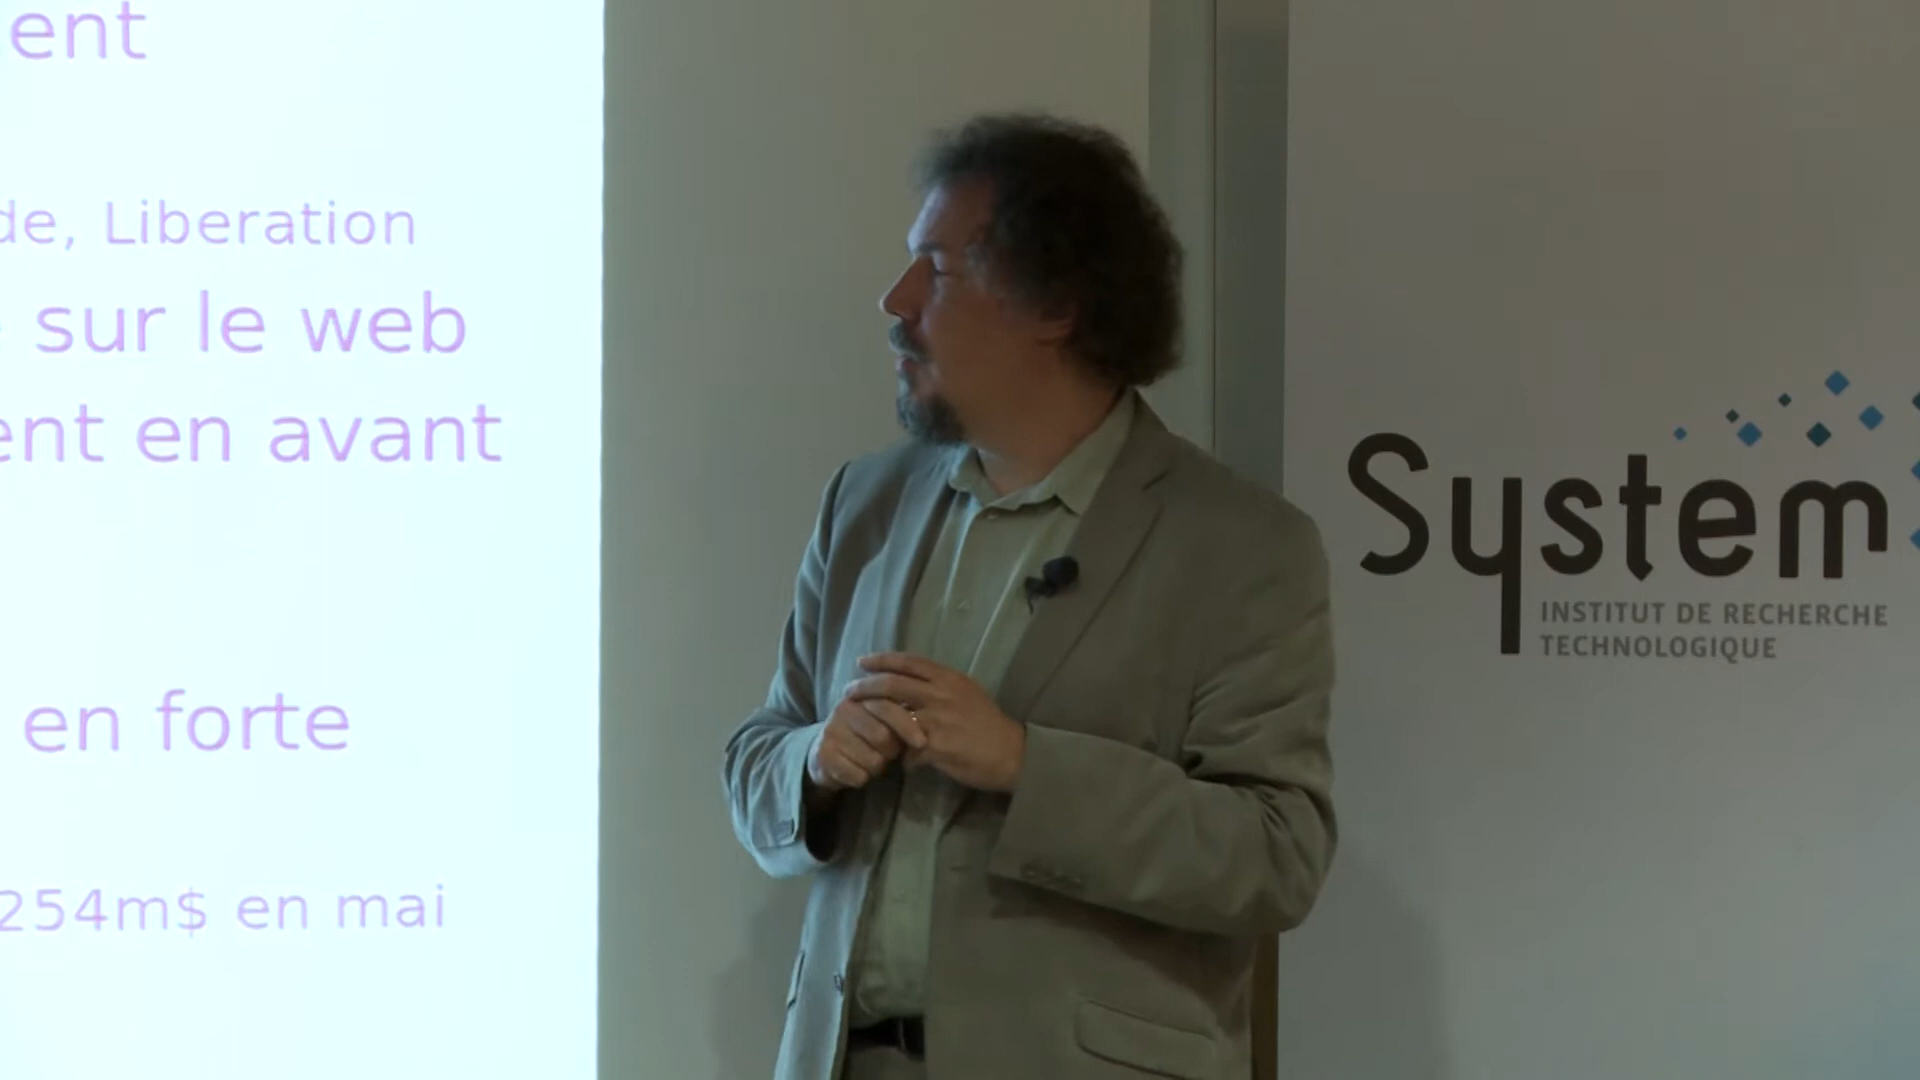 ent
de, Liberation
sur le web
ent en avant
en forte
254m$ en mai
System
INSTITUT DE RECHERCHE
TECHNOLOGIQUE